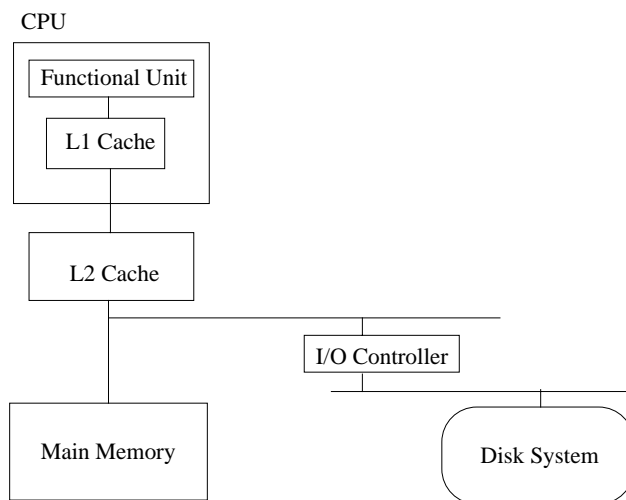 CPU
Functional Unit
L1 Cache
L2 Cache
I/O Controller
Main Memory
Disk System